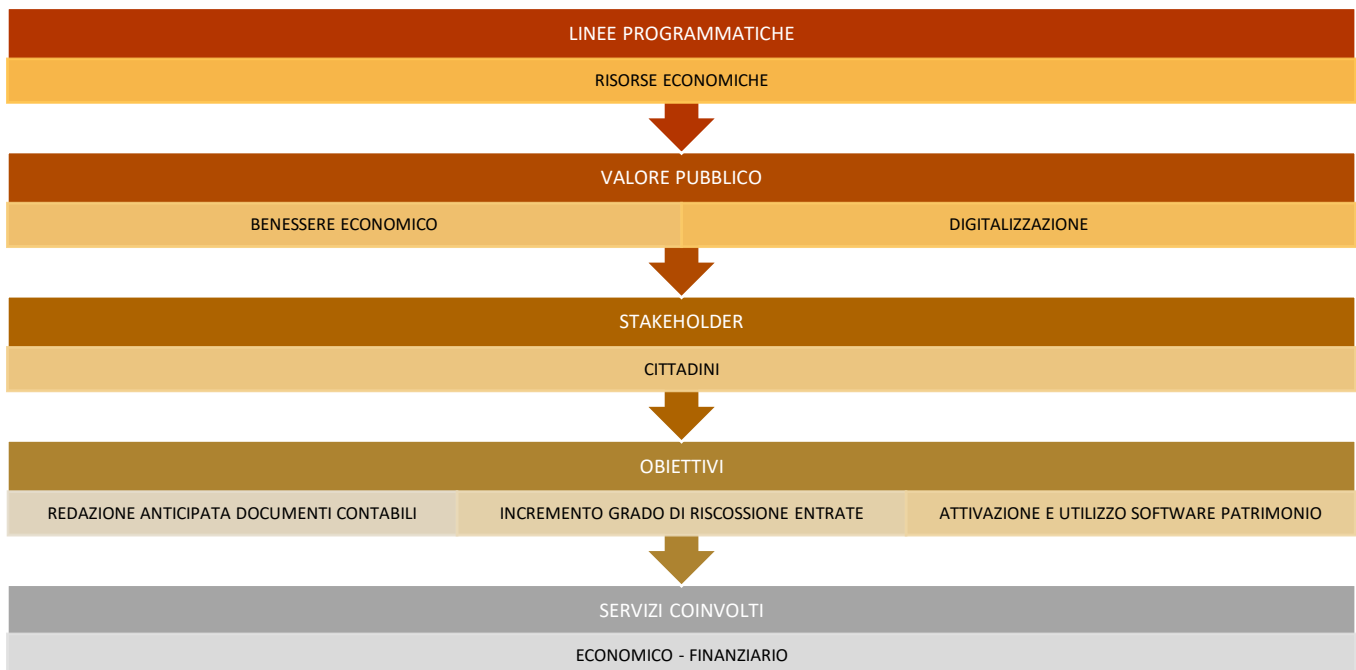 LINEE PROGRAMMATICHE
RISORSE ECONOMICHE
VALORE PUBBLICO
BENESSERE ECONOMICO
DIGITALIZZAZIONE
STAKEHOLDER
CITTADINI
OBIETTIVI
REDAZIONE ANTICIPATA DOCUMENTI CONTABILI
INCREMENTO GRADO DI RISCOSSIONE ENTRATE
ATTIVAZIONE E UTILIZZO SOFTWARE PATRIMONIO
SERVIZI COINVOLTI
ECONOMICO - FINANZIARIO